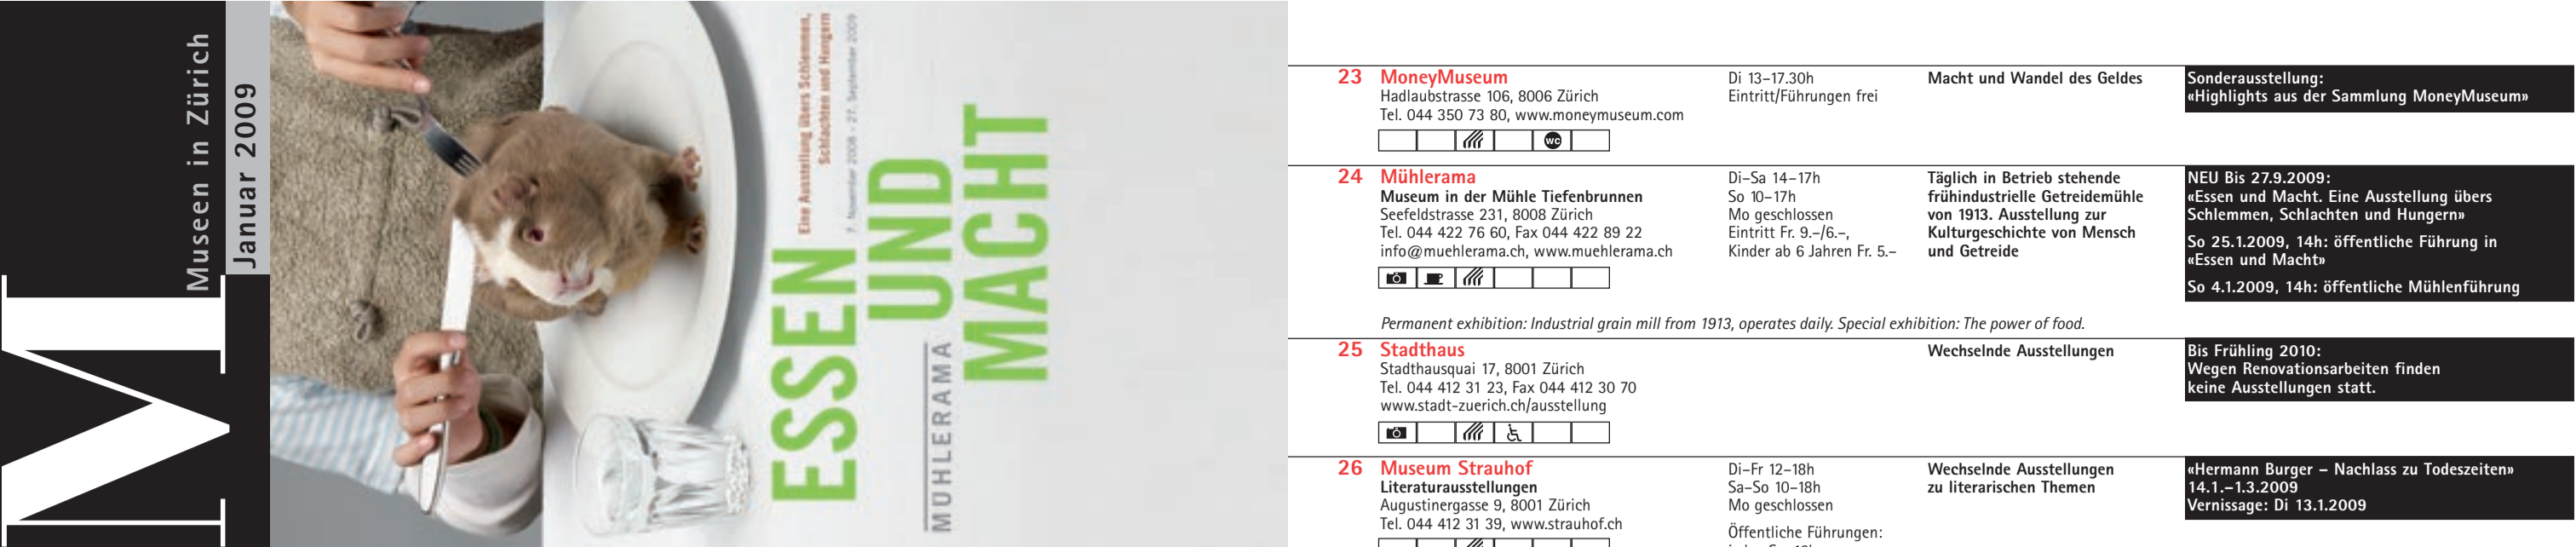 M
Museen in Zürich
Januar 2009
Eine Ausstellung übers Schlemmen,
Schlachten und Hungern
7. November 2008 – 27. September 2009
ESSEN
UND
MACHT
MÜHLERAMA
23 MoneyMuseum
Hadlaubstrasse 106, 8006 Zürich
Tel. 044 350 73 80, www.moneymuseum.com
WC
Di 13–17.30h
Eintritt/Führungen frei
Macht und Wandel des Geldes
Sonderausstellung:
«Highlights aus der Sammlung MoneyMuseum»
24 Mühlerama
Museum in der Mühle Tiefenbrunnen
Seefeldstrasse 231, 8008 Zürich
Tel. 044 422 76 60, Fax 044 422 89 22
info@muehlerama.ch, www.muehlerama.ch
Di–Sa 14–17h
So 10–17h
Mo geschlossen
Eintritt Fr. 9.–/6.–,
Kinder ab 6 Jahren Fr. 5.–
Täglich in Betrieb stehende
frühindustrielle Getreidemühle
von 1913. Ausstellung zur
Kulturgeschichte von Mensch
und Getreide
NEU Bis 27.9.2009:
«Essen und Macht. Eine Ausstellung übers
Schlemmen, Schlachten und Hungern»
So 25.1.2009, 14h: öffentliche Führung in
«Essen und Macht»
So 4.1.2009, 14h: öffentliche Mühlenführung
Permanent exhibition: Industrial grain mill from 1913, operates daily. Special exhibition: The power of food.
25 Stadthaus
Stadthausquai 17, 8001 Zürich
Tel. 044 412 31 23, Fax 044 412 30 70
www.stadt-zuerich.ch/ausstellung
Wechselnde Ausstellungen
Bis Frühling 2010:
Wegen Renovationsarbeiten finden
keine Ausstellungen statt.
26 Museum Strauhof
Literaturausstellungen
Augustinergasse 9, 8001 Zürich
Tel. 044 412 31 39, www.strauhof.ch
Di–Fr 12–18h
Sa–So 10–18h
Mo geschlossen
Öffentliche Führungen:
Wechselnde Ausstellungen
zu literarischen Themen
«Hermann Burger – Nachlass zu Todeszeiten»
14.1.–1.3.2009
Vernissage: Di 13.1.2009